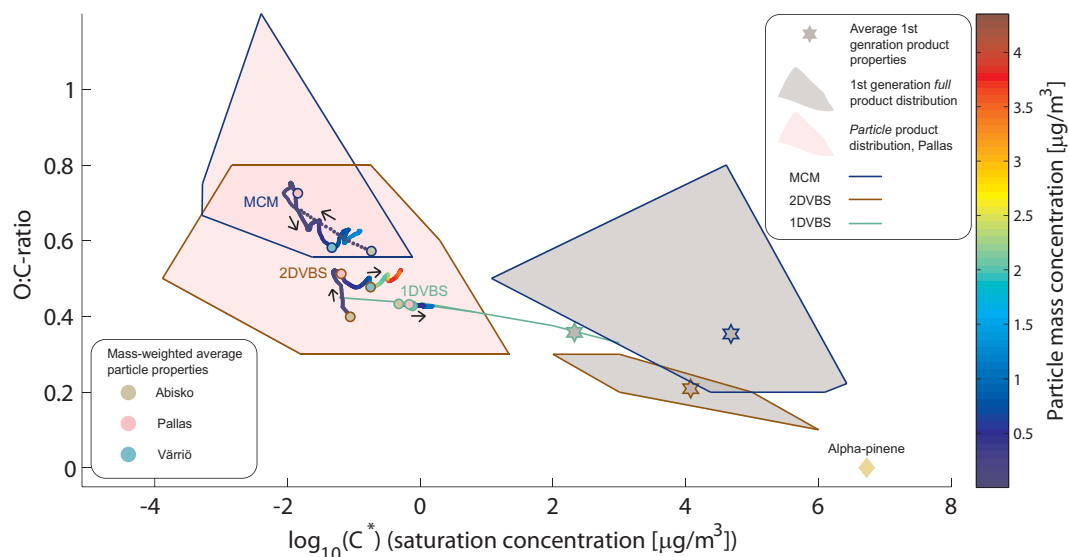 1
0.8
0.6
0.4
0.2
0
O:C-ratio
-4
-2
0
2
4
6
8
log10(C*) (saturation concentration [μg/m3])
MCM
2DVBS
1DVBS
Alpha-pinene
Mass-weighted average
particle properties
Abisko
Pallas
Värriö
Average 1st
genration product
properties
1st generation full
product distribution
Particle product
distribution, Pallas
MCM
2DVBS
1DVBS
4
3.5
3
2.5
2
1.5
1
0.5
Particle mass concentration [μg/m3]